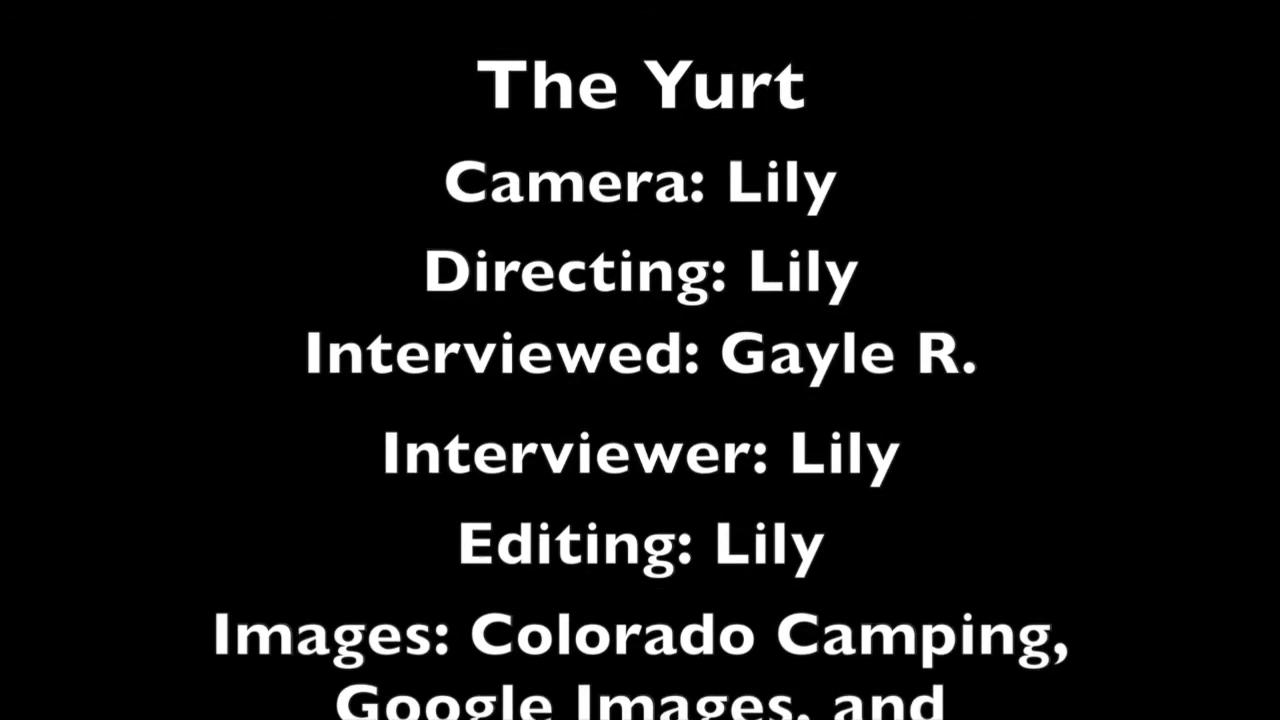 The Yurt
Camera: Lily
Directing: Lily
Interviewed: Gayle R.
Interviewer: Lily
Editing: Lily
Images: Colorado Camping,
Google Images, and